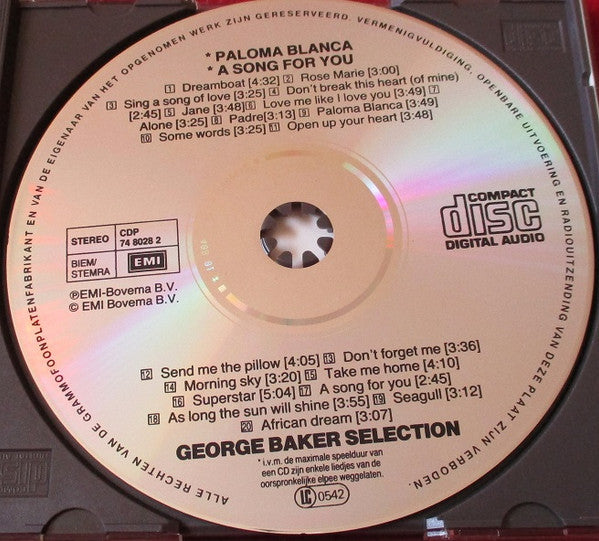 ALLE RECHTEN VAN DE GRAMMOFOONPLATENFABRIKANT EN VAN DE EIGENAAR VAN HET OPGENOMEN WERK ZIJN GERESERVEERD. VERMENIGVULDIGING, OPENBARE UITVOERING EN RADIOUITZENDING VAN DEZE PLAAT ZIJN VERBODEN.
* PALOMA BLANCA
* A SONG FOR YOU
1 Dreamboat [4:32] 2 Rose Marie [3:00]
3 Sing a song of love [3:25] 4 Don't break this heart (of mine)
[2:45] 5 Jane [3:48] 6 Love me like I love you [3:49] 7
Alone [3:25] 8 Padre[3:13] 9 Paloma Blanca [3:49]
10 Some words [3:25] 11 Open up your heart [3:48]
STEREO
CDP
74 8028 2
BIEM/
STEMRA
EMI
℗EMI-Bovema B.V.
© EMI Bovema B.V.
COMPACT
disc
DIGITAL AUDIO
12 Send me the pillow [4:05] 13 Don't forget me [3:36]
14 Morning sky [3:20] 15 Take me home [4:10]
16 Superstar [5:04] 17 A song for you [2:45]
18 As long the sun will shine [3:55] 19 Seagull [3:12]
20 African dream [3:07]
GEORGE BAKER SELECTION
* i.v.m. de maximale speelduur van
een CD zijn enkele liedjes van de
oorspronkelijke elpee weggelaten.
LC 0542